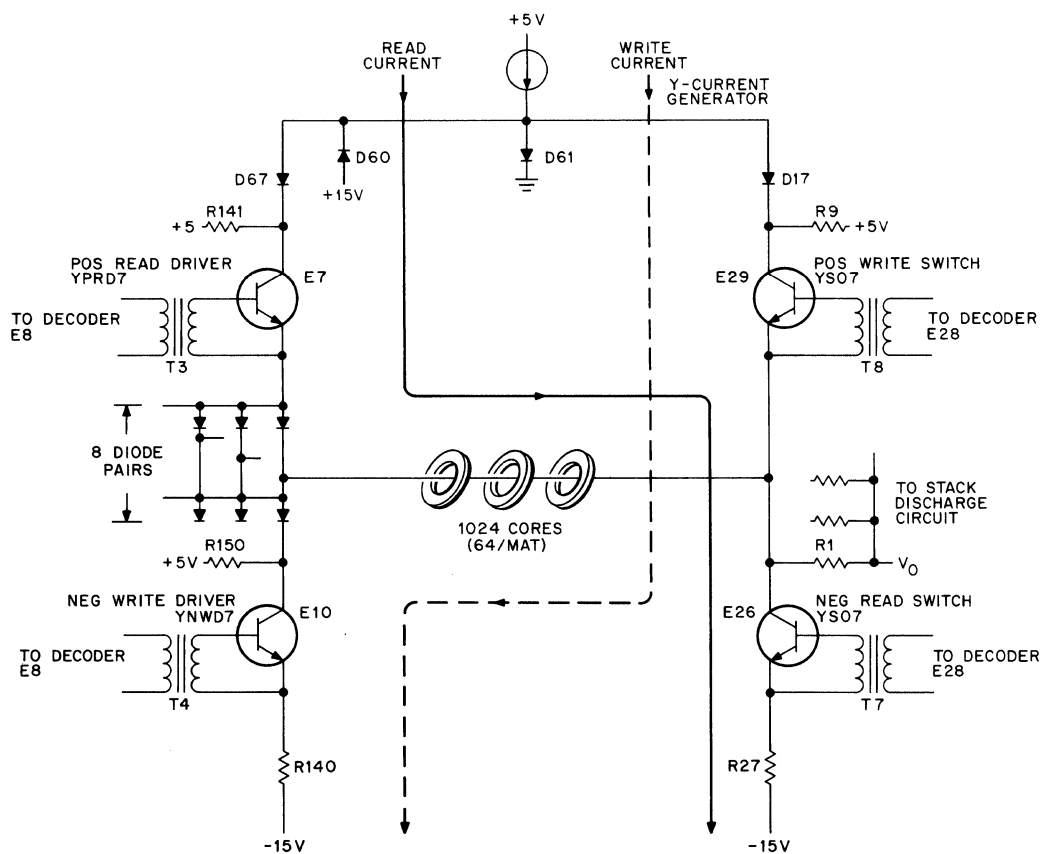 +5V
READ
CURRENT
WRITE
CURRENT
Y-CURRENT
GENERATOR
D60
+15V
D61
D67
D17
R141
+5
R9
+5V
POS READ DRIVER
YPRD7
E7
E29
POS WRITE SWITCH
YS07
TO DECODER
E8
T3
T8
TO DECODER
E28
8 DIODE
PAIRS
1024 CORES
(64/MAT)
TO STACK
DISCHARGE
CIRCUIT
R150
+5V
R1
V0
NEG WRITE DRIVER
YNWD7
E10
E26
NEG READ SWITCH
YS07
TO DECODER
E8
T4
T7
TO DECODER
E28
R140
R27
-15V
-15V